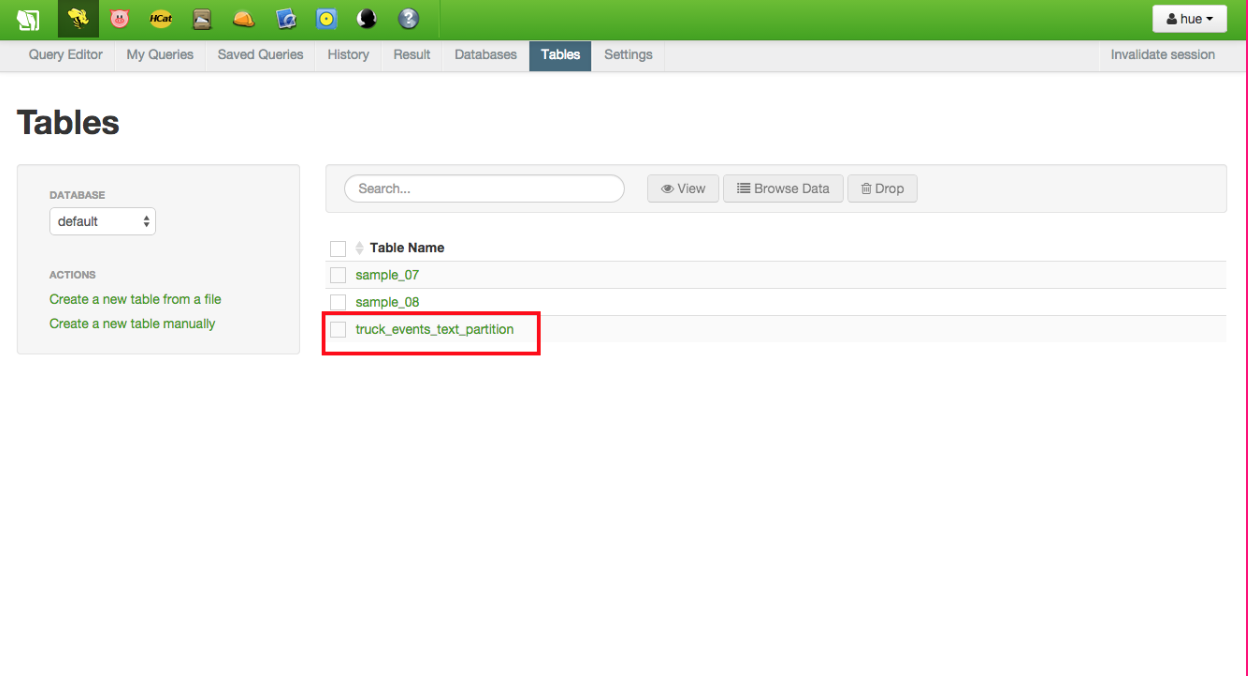 HCat
hue
Query Editor My Queries Saved Queries History Result Databases Tables Settings Invalidate session
Tables
DATABASE
default
ACTIONS
Create a new table from a file
Create a new table manually
Search... View Browse Data Drop
Table Name
sample_07
sample_08
truck_events_text_partition